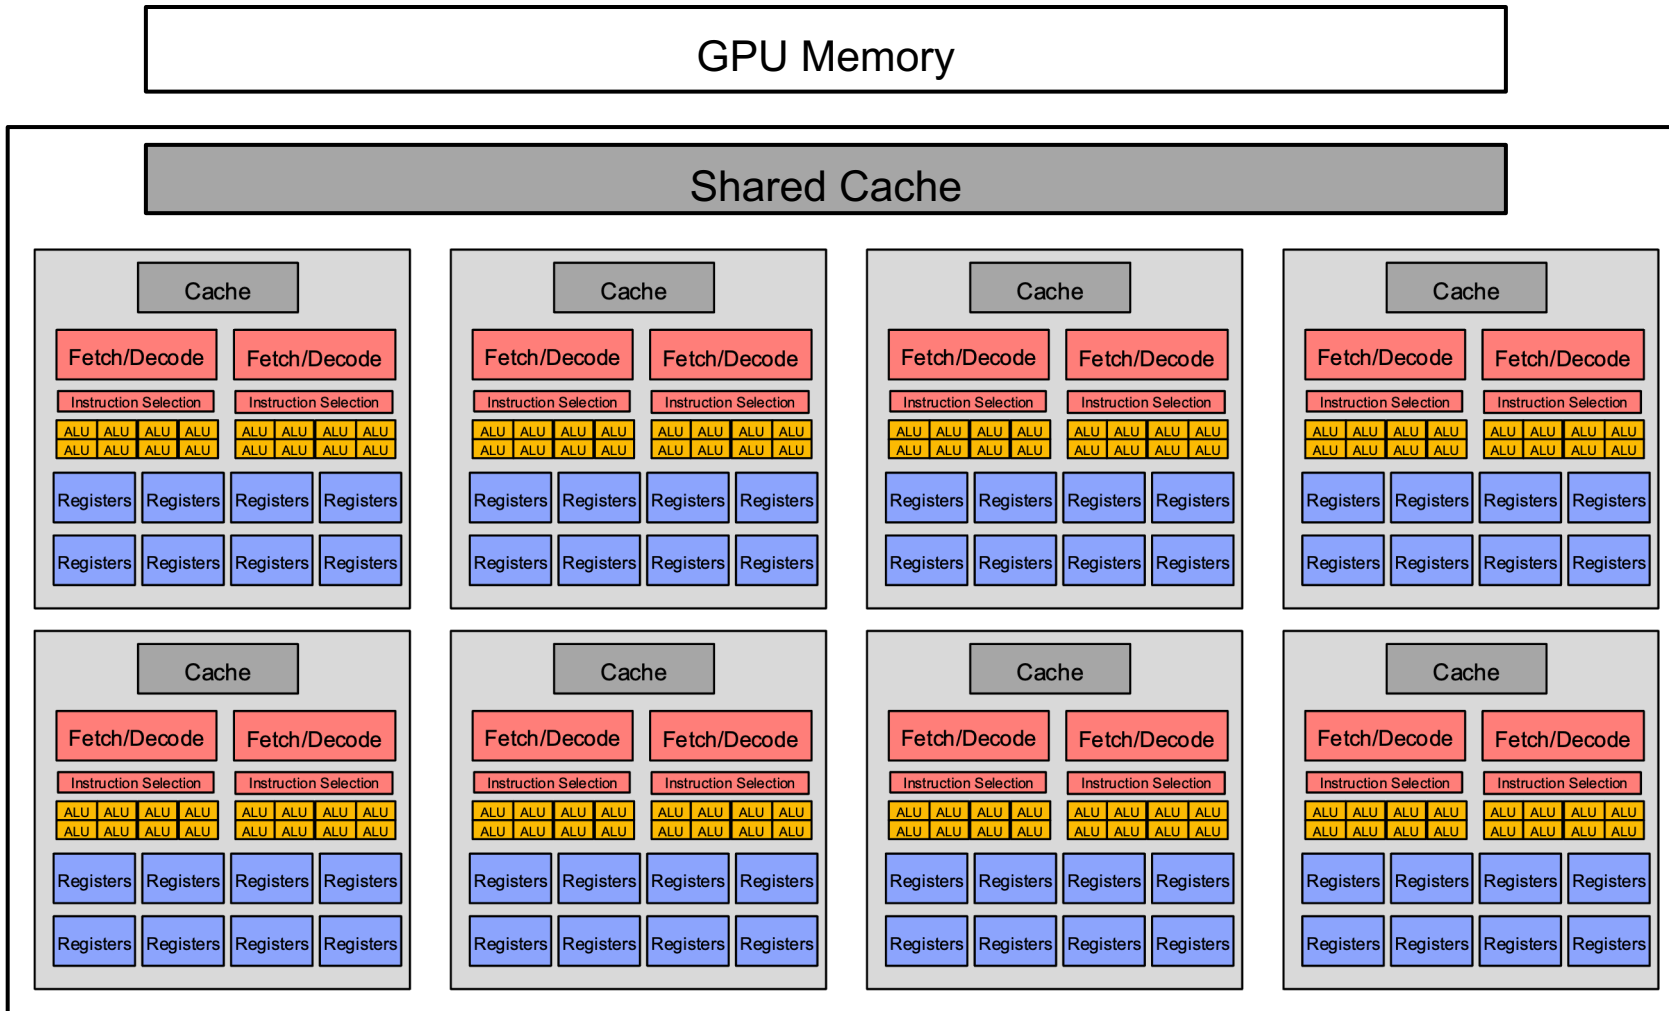 GPU Memory
Shared Cache
Cache Cache Cache Cache
Fetch/Decode Fetch/Decode Fetch/Decode Fetch/Decode Fetch/Decode Fetch/Decode Fetch/Decode Fetch/Decode
Instruction Selection Instruction Selection Instruction Selection Instruction Selection Instruction Selection Instruction Selection Instruction Selection Instruction Selection
ALU ALU ALU ALU ALU ALU ALU ALU ALU ALU ALU ALU ALU ALU ALU ALU ALU ALU ALU ALU ALU ALU ALU ALU ALU ALU ALU ALU ALU ALU ALU ALU
ALU ALU ALU ALU ALU ALU ALU ALU ALU ALU ALU ALU ALU ALU ALU ALU ALU ALU ALU ALU ALU ALU ALU ALU ALU ALU ALU ALU ALU ALU ALU ALU
Registers Registers Registers Registers Registers Registers Registers Registers Registers Registers Registers Registers Registers Registers Registers Registers
Registers Registers Registers Registers Registers Registers Registers Registers Registers Registers Registers Registers Registers Registers Registers Registers
Cache Cache Cache Cache
Fetch/Decode Fetch/Decode Fetch/Decode Fetch/Decode Fetch/Decode Fetch/Decode Fetch/Decode Fetch/Decode
Instruction Selection Instruction Selection Instruction Selection Instruction Selection Instruction Selection Instruction Selection Instruction Selection Instruction Selection
ALU ALU ALU ALU ALU ALU ALU ALU ALU ALU ALU ALU ALU ALU ALU ALU ALU ALU ALU ALU ALU ALU ALU ALU ALU ALU ALU ALU ALU ALU ALU ALU
ALU ALU ALU ALU ALU ALU ALU ALU ALU ALU ALU ALU ALU ALU ALU ALU ALU ALU ALU ALU ALU ALU ALU ALU ALU ALU ALU ALU ALU ALU ALU ALU
Registers Registers Registers Registers Registers Registers Registers Registers Registers Registers Registers Registers Registers Registers Registers Registers
Registers Registers Registers Registers Registers Registers Registers Registers Registers Registers Registers Registers Registers Registers Registers Registers